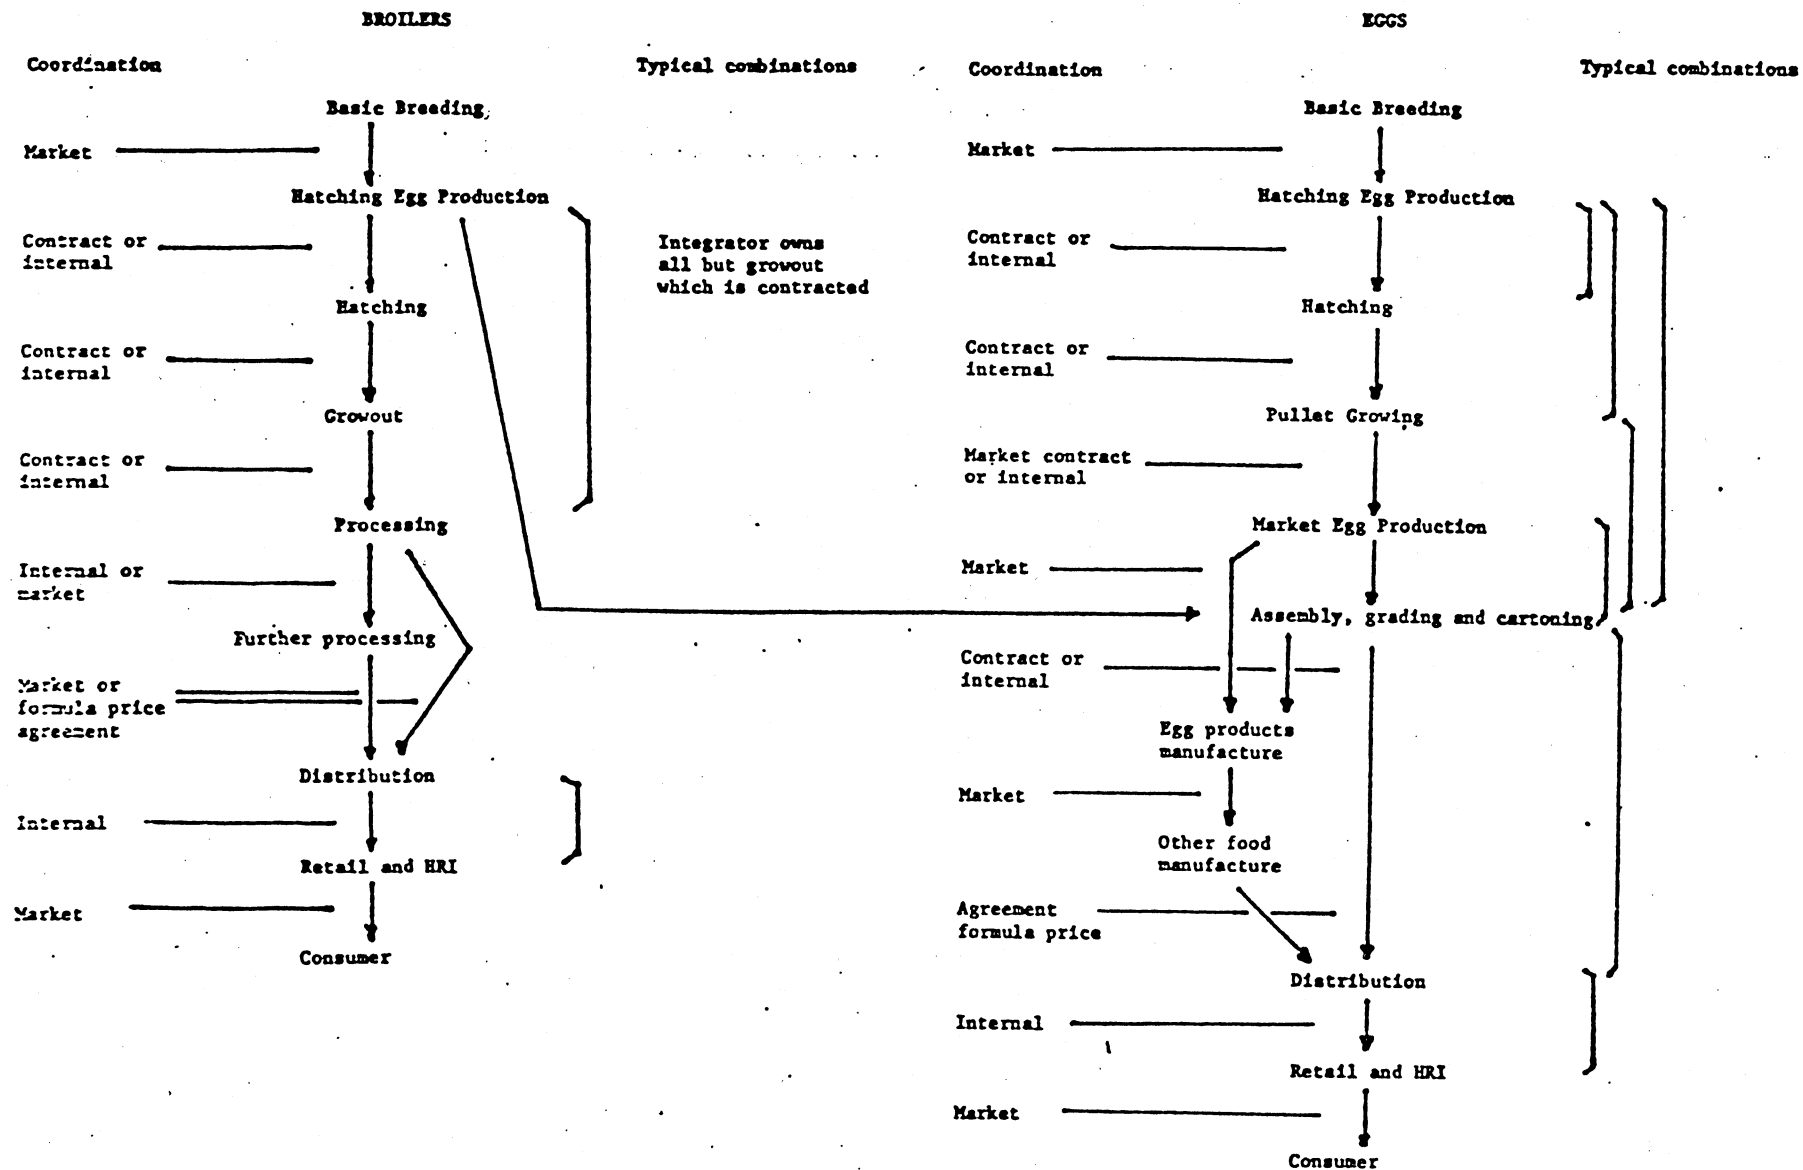 BROILERS
Coordination
Typical combinations
Basic Breeding
Market
Hatching Egg Production
Contract or
internal
Integrator owns
all but growout
which is contracted
Hatching
Contract or
internal
Growout
Contract or
internal
Processing
Internal or
market
Further processing
Market or
formula price
agreement
Distribution
Internal
Retail and HRI
Market
Consumer
EGGS
Coordination
Typical combinations
Basic Breeding
Market
Hatching Egg Production
Contract or
internal
Hatching
Contract or
internal
Pullet Growing
Market contract
or internal
Market Egg Production
Market
Assembly, grading and cartoning
Contract or
internal
Egg products
manufacture
Market
Other food
manufacture
Agreement
formula price
Distribution
Internal
Retail and HRI
Market
Consumer